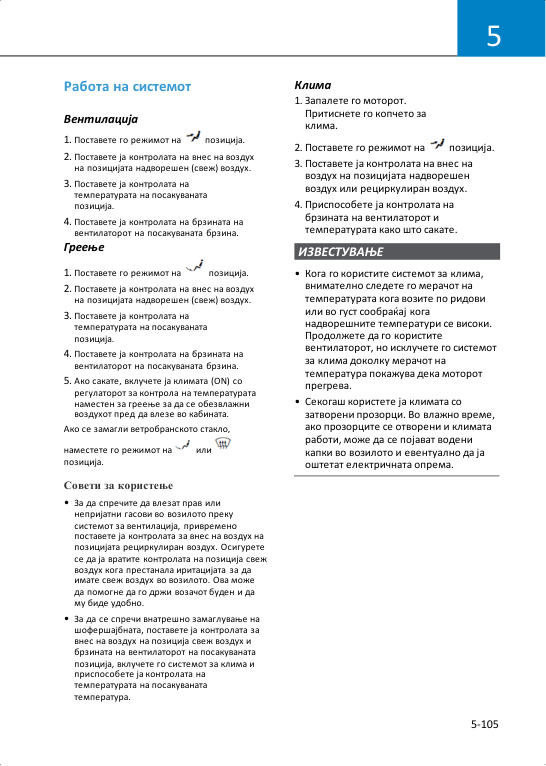 5
Работа на системот
Вентилација
1. Поставете го режимот на позиција.
2. Поставете ја контролата на внес на воздух
на позицијата надворешен (свеж) воздух.
3. Поставете ја контролата на
температурата на посакуваната
позиција.
4. Поставете ја контролата на брзината на
вентилаторот на посакуваната брзина.
Греење
1. Поставете го режимот на позиција.
2. Поставете ја контролата на внес на воздух
на позицијата надворешен (свеж) воздух.
3. Поставете ја контролата на
температурата на посакуваната
позиција.
4. Поставете ја контролата на брзината на
вентилаторот на посакуваната брзина.
5. Ако сакате, вклучете ја климата (ON) со
регулаторот за контрола на температурата
наместен за греење за да се обезвлажни
воздухот пред да влезе во кабината.
Ако се замагли ветробранското стакло,
наместете го режимот на или
позиција.
Совети за користење
• За да спречите да влезат прав или
непријатни гасови во возилото преку
системот за вентилација, привремено
поставете ја контролата за внес на воздух на
позицијата рециркулиран воздух. Осигурете
се да ја вратите контролата на позиција свеж
воздух кога престанала иритацијата за да
имате свеж воздух во возилото. Ова може
да помогне да го држи возачот буден и да
му биде удобно.
• За да се спречи внатрешно замаглување на
шофершајбната, поставете ја контролата за
внес на воздух на позиција свеж воздух и
брзината на вентилаторот на посакуваната
позиција, вклучете го системот за клима и
приспособете ја контролата на
температурата на посакуваната
температура.
Клима
1. Запалете го моторот.
Притиснете го копчето за
клима.
2. Поставете го режимот на позиција.
3. Поставете ја контролата на внес на
воздух на позицијата надворешен
воздух или рециркулиран воздух.
4. Приспособете ја контролата на
брзината на вентилаторот и
температурата како што сакате.
ИЗВЕСТУВАЊЕ
• Кога го користите системот за клима,
внимателно следете го мерачот на
температурата кога возите по ридови
или во густ сообраќај кога
надворешните температури се високи.
Продолжете да го користите
вентилаторот, но исклучете го системот
за клима доколку мерачот на
температура покажува дека моторот
прегрева.
• Секогаш користете ја климата со
затворени прозорци. Во влажно време,
ако прозорците се отворени и климата
работи, може да се појават водени
капки во возилото и евентуално да ја
оштетат електричната опрема.
5-105